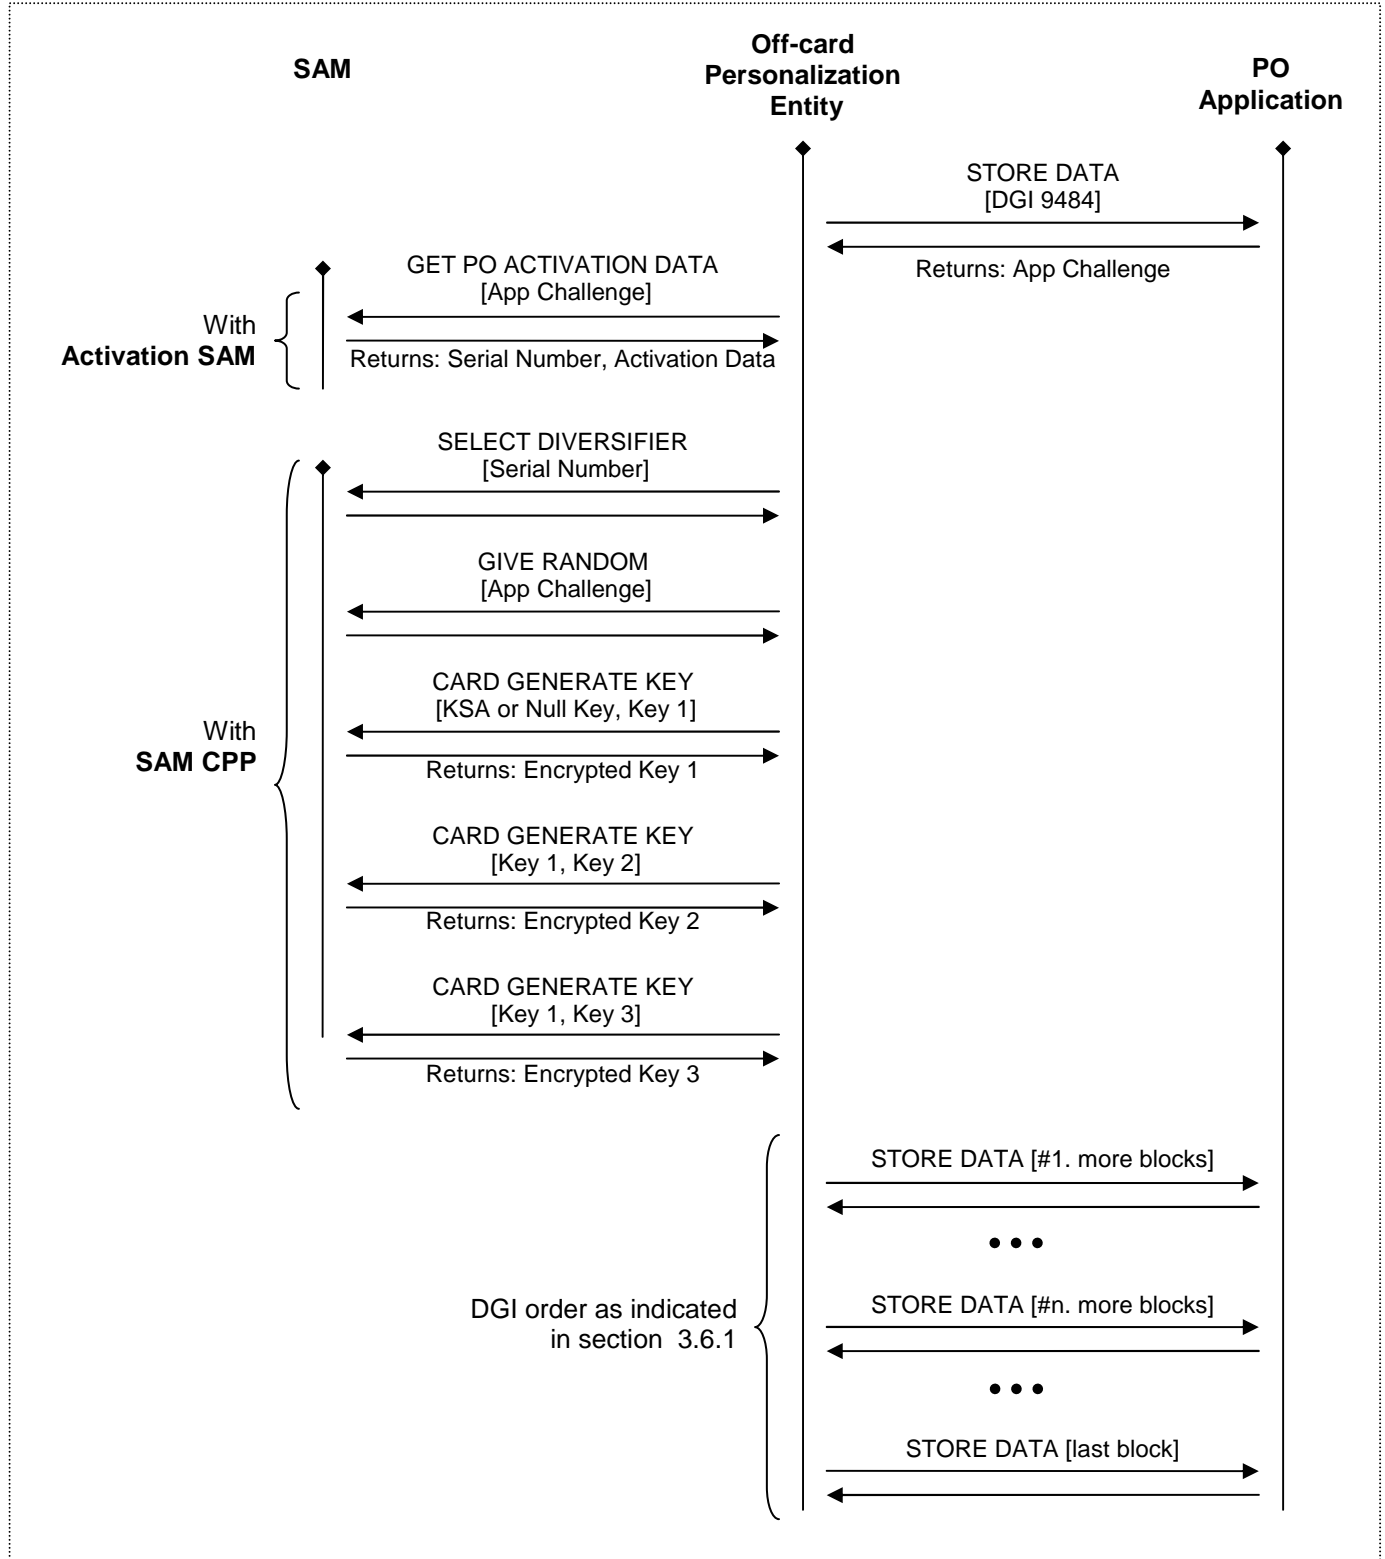 SAM
Off-card
Personalization
Entity
PO
Application
STORE DATA
[DGI 9484]
Returns: App Challenge
GET PO ACTIVATION DATA
[App Challenge]
Returns: Serial Number, Activation Data
With
Activation SAM
SELECT DIVERSIFIER
[Serial Number]
GIVE RANDOM
[App Challenge]
CARD GENERATE KEY
[KSA or Null Key, Key 1]
Returns: Encrypted Key 1
With
SAM CPP
CARD GENERATE KEY
[Key 1, Key 2]
Returns: Encrypted Key 2
CARD GENERATE KEY
[Key 1, Key 3]
Returns: Encrypted Key 3
STORE DATA [#1. more blocks]
• • •
STORE DATA [#n. more blocks]
DGI order as indicated
in section 3.6.1
• • •
STORE DATA [last block]